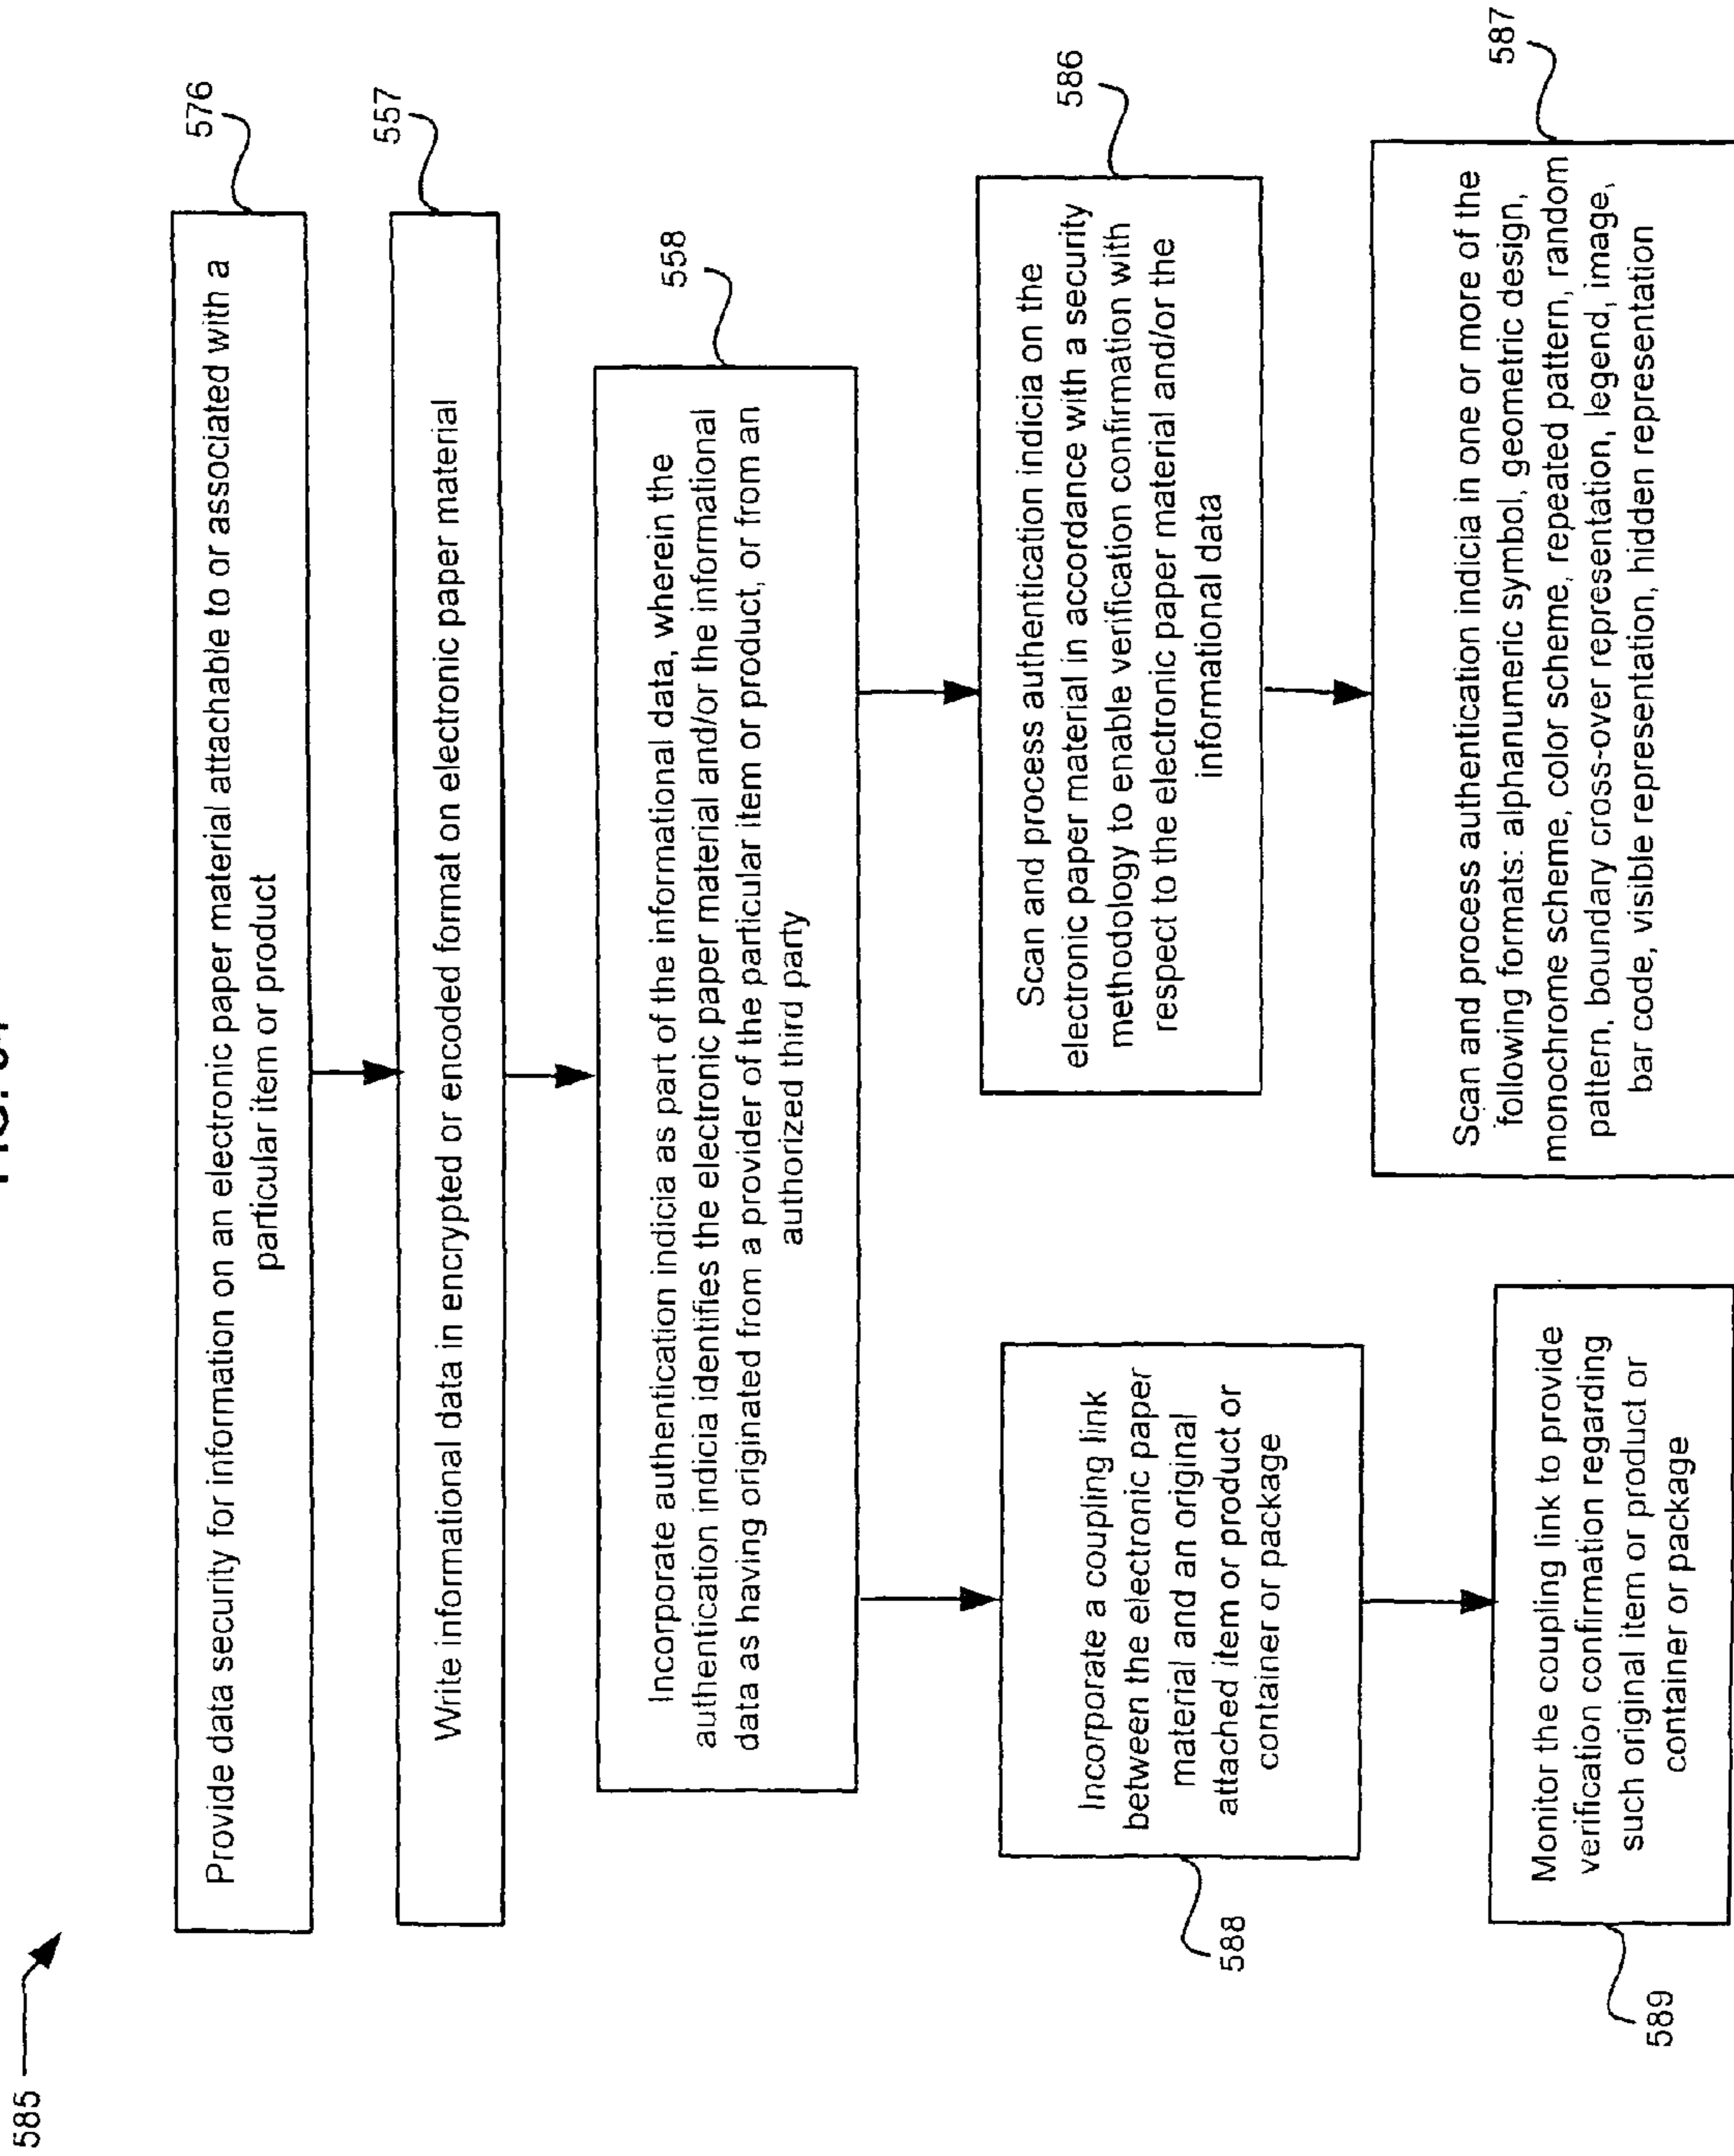 585
576
Provide data security for information on an electronic paper material attachable to or associated with a
particular item or product
557
Write informational data in encrypted or encoded format on electronic paper material
558
Incorporate authentication indicia as part of the informational data, wherein the
authentication indicia identifies the electronic paper material and/or the informational
data as having originated from a provider of the particular item or product, or from an
authorized third party
588
Incorporate a coupling link
between the electronic paper
material and an original
attached item or product or
container or package
589
Monitor the coupling link to provide
verification confirmation regarding
such original item or product or
container or package
586
Scan and process authentication indicia on the
electronic paper material in accordance with a security
methodology to enable verification confirmation with
respect to the electronic paper material and/or the
informational data
587
Scan and process authentication indicia in one or more of the
following formats: alphanumeric symbol, geometric design,
monochrome scheme, color scheme, repeated pattern, random
pattern, boundary cross-over representation, legend, image,
bar code, visible representation, hidden representation